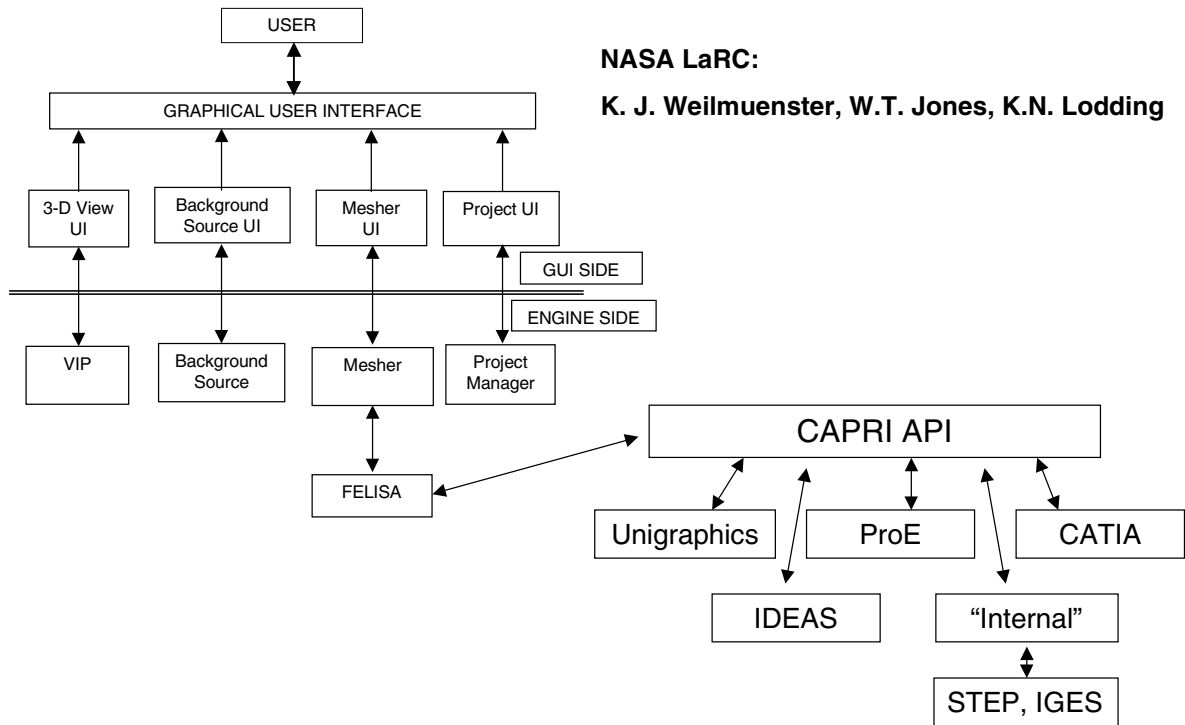 USER
NASA LaRC:
K. J. Weilmuenster, W.T. Jones, K.N. Lodding
GRAPHICAL USER INTERFACE
3-D View
UI
Background
Source UI
Mesher
UI
Project UI
GUI SIDE
ENGINE SIDE
VIP
Background
Source
Mesher
Project
Manager
CAPRI API
FELISA
Unigraphics
ProE
CATIA
IDEAS
“Internal”
STEP, IGES